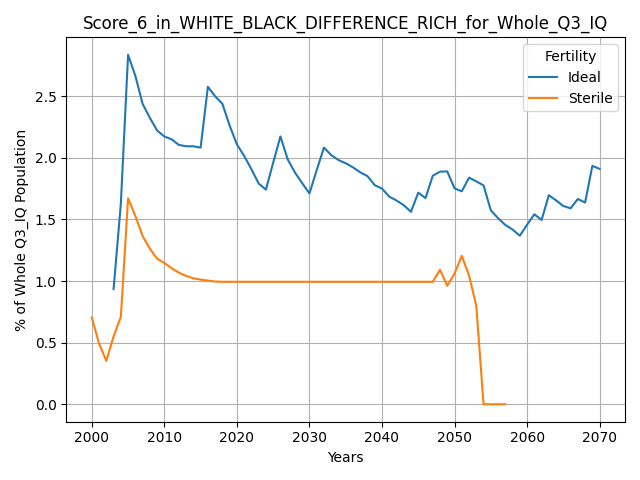 Score_6_in_WHITE_BLACK_DIFFERENCE_RICH_for_Whole_Q3_IQ
Fertility
Ideal
Sterile
% of Whole Q3_IQ Population
2.5
2.0
1.5
1.0
0.5
0.0
2000 2010 2020 2030 2040 2050 2060 2070
Years